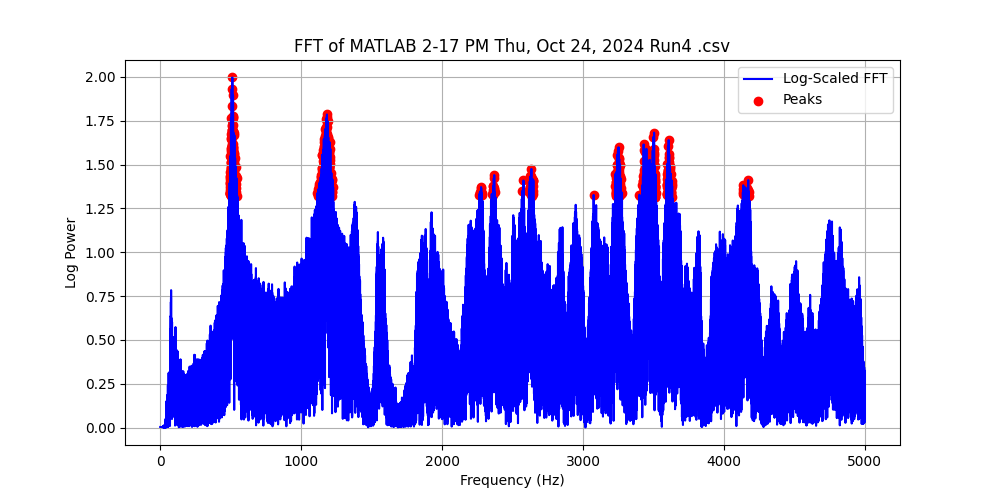 FFT of MATLAB 2-17 PM Thu, Oct 24, 2024 Run4 .csv
Log-Scaled FFT
Peaks
2.00
1.75
1.50
1.25
1.00
0.75
0.50
0.25
0.00
Log Power
0 1000 2000 3000 4000 5000
Frequency (Hz)